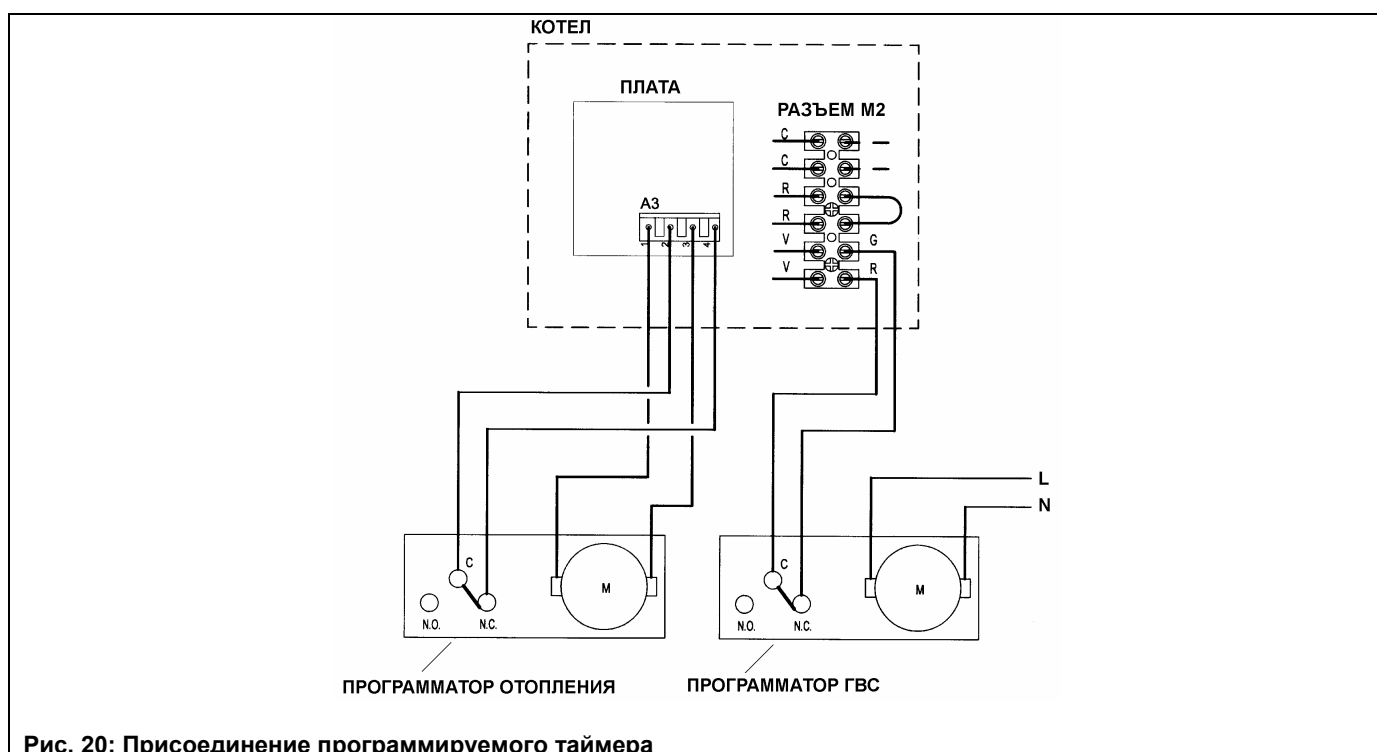 КОТЕЛ
ПЛАТА
РАЗЪЕМ М2
C
C
R
R
V
G
V
R
A3
1 2 3 4
L
N
C
M
N.O.
N.C.
C
M
N.O.
N.C.
ПРОГРАММАТОР ОТОПЛЕНИЯ
ПРОГРАММАТОР ГВС
Рис. 20: Присоединение программируемого таймера